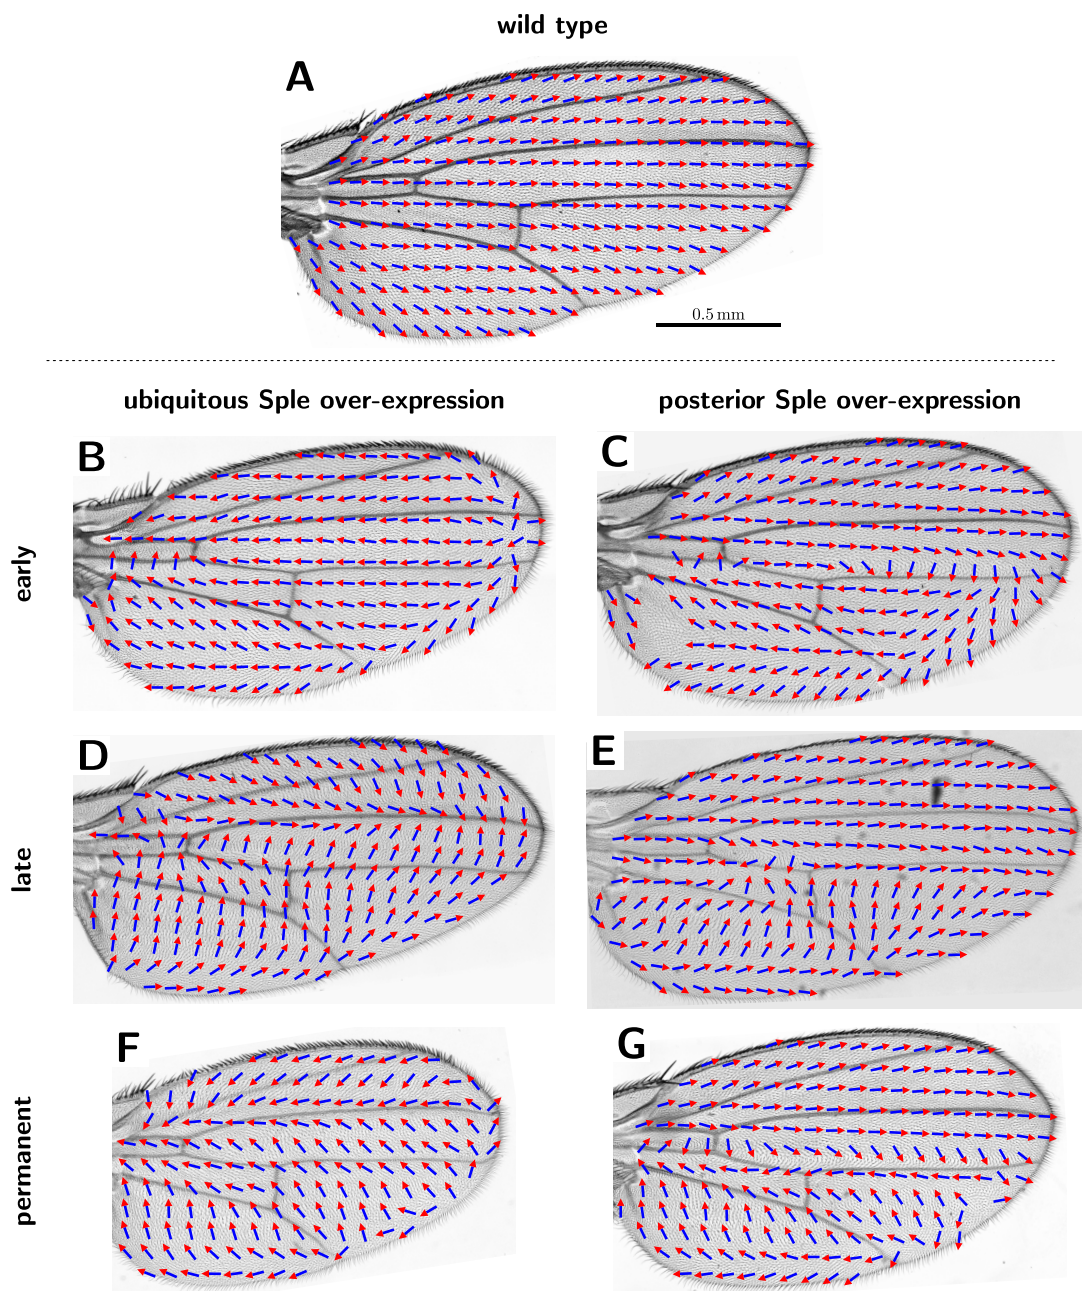 wild type
A
0.5 mm
ubiquitous Sple over-expression
posterior Sple over-expression
B
C
early
D
E
late
F
G
permanent